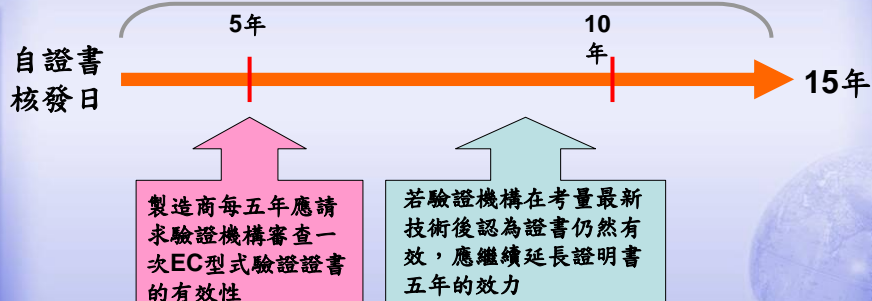 5年
10
年
自證書
核發日
15年
製造商每五年應請
求驗證機構審查一
次EC型式驗證證書
的有效性
若驗證機構在考量最新
技術後認為證書仍然有
效，應繼續延長證明書
五年的效力